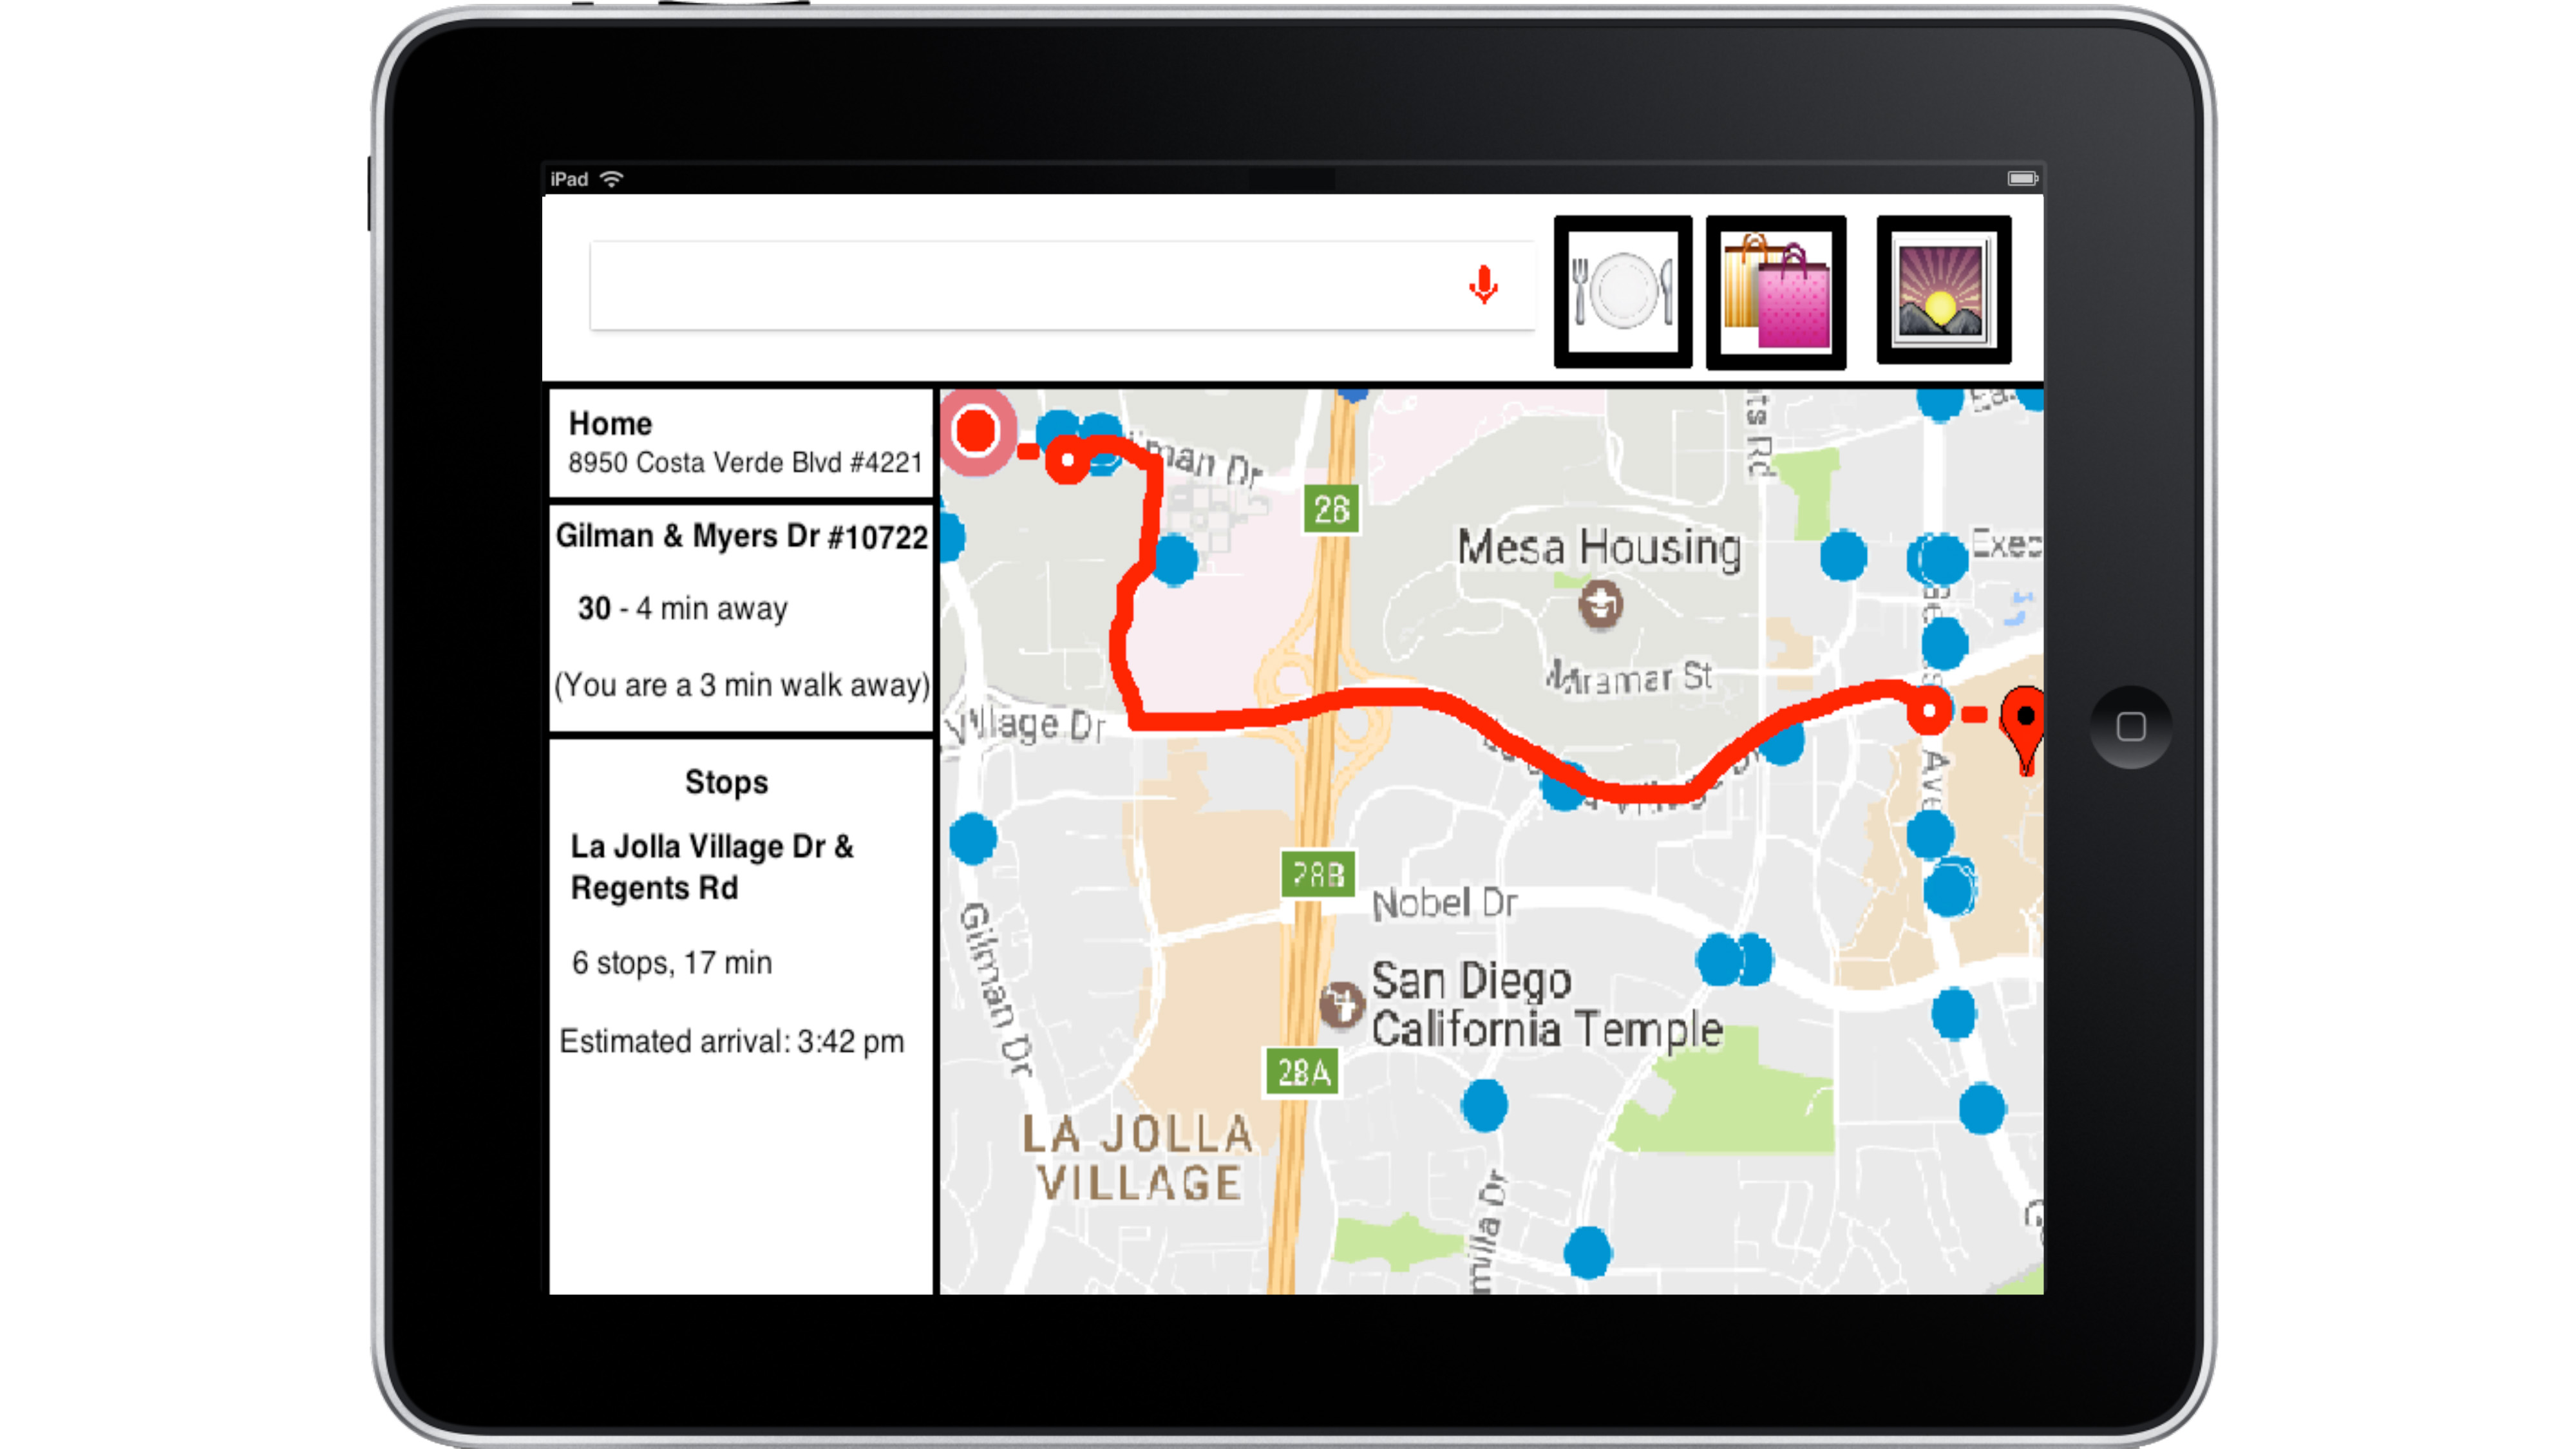 iPad
Home
8950 Costa Verde Blvd #4221
Gilman & Myers Dr #10722
30 - 4 min away
(You are a 3 min walk away)
Stops
La Jolla Village Dr &
Regents Rd
6 stops, 17 min
Estimated arrival: 3:42 pm
man Dr
28
Mesa Housing
Miramar St
Village Dr
Ave
28B
Nobel Dr
San Diego
California Temple
Gilman Dr
28A
LA JOLLA
VILLAGE
milla Dr
Exec
ts Rd